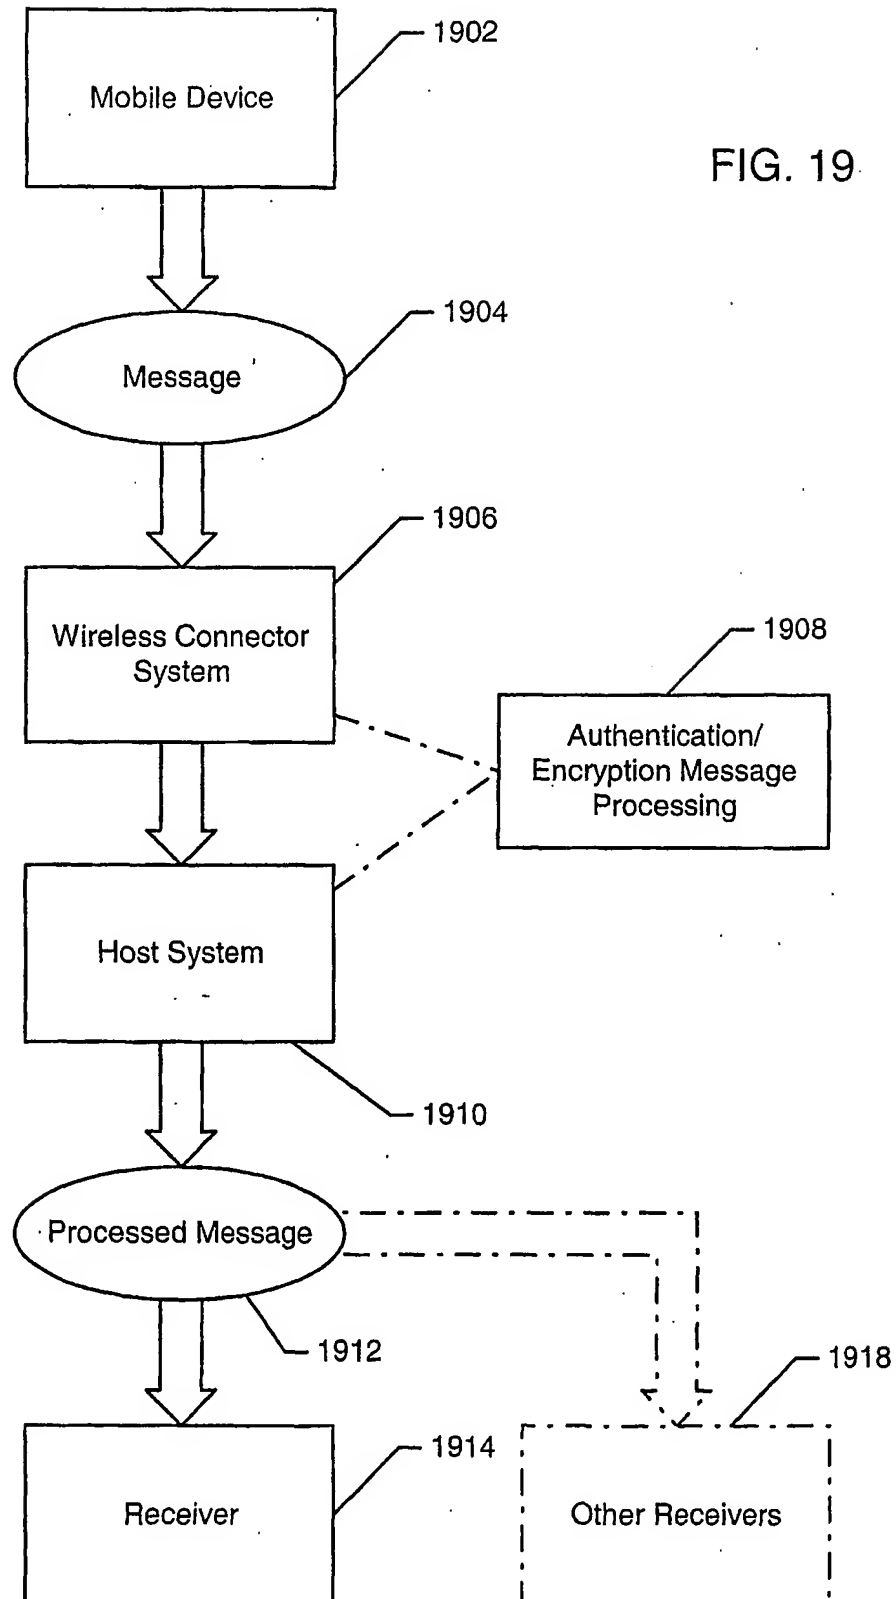 1902
Mobile Device
FIG. 19
1904
Message
1906
Wireless Connector
System
1908
Authentication/
Encryption Message
Processing
Host System
1910
Processed Message
1912
1918
1914
Receiver
Other Receivers